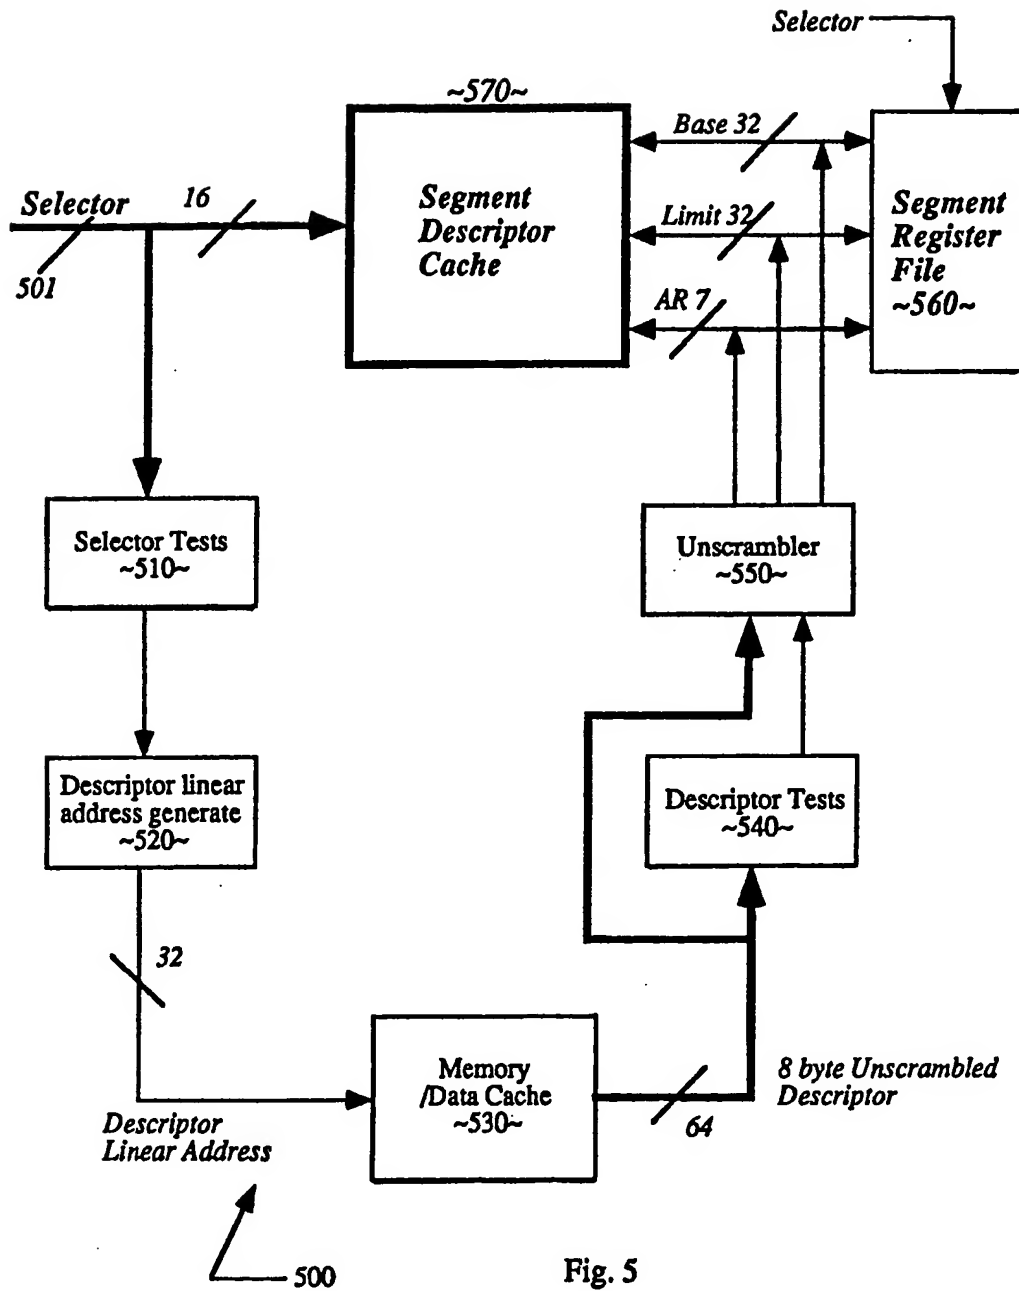 Selector
~570~
Base 32
Selector
16
Segment
Descriptor
Cache
Limit 32
Segment
Register
File
~560~
501
AR 7
Selector Tests
~510~
Unscrambler
~550~
Descriptor linear
address generate
~520~
Descriptor Tests
~540~
32
Memory
/Data Cache
~530~
8 byte Unscrambled
Descriptor
64
Descriptor
Linear Address
500
Fig. 5